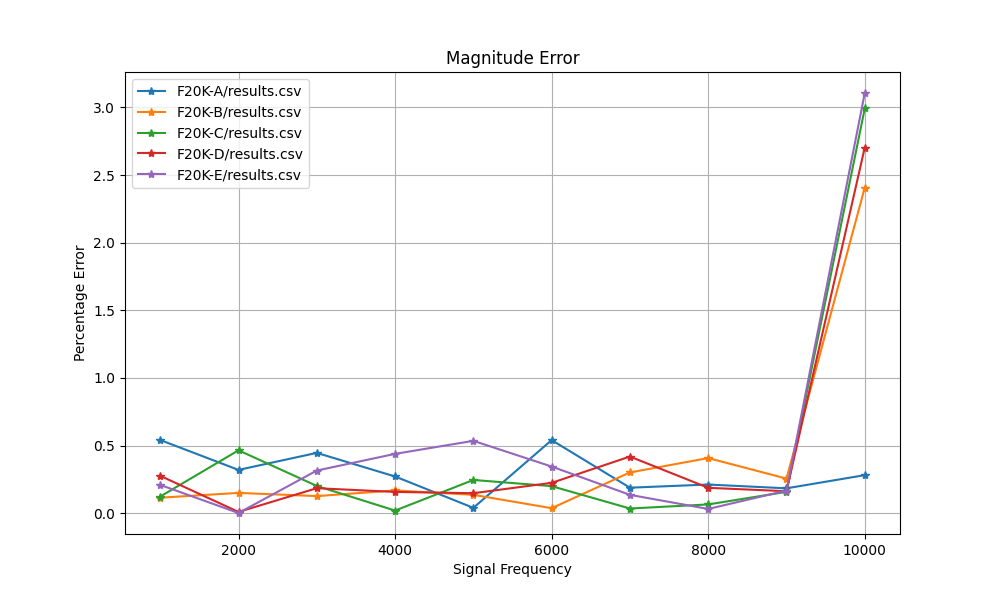 Magnitude Error
F20K-A/results.csv
F20K-B/results.csv
F20K-C/results.csv
F20K-D/results.csv
F20K-E/results.csv
3.0
2.5
2.0
1.5
1.0
0.5
0.0
Percentage Error
2000 4000 6000 8000 10000
Signal Frequency